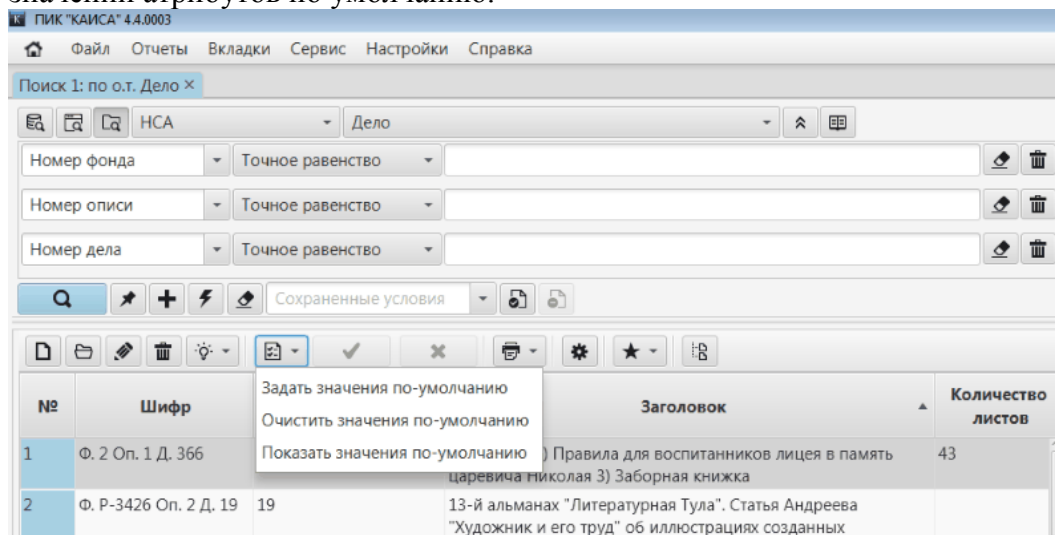 значений атрибутов по умолчанию.
ПИК "КАИСА" 4.4.0003
Файл Отчеты Вкладки Сервис Настройки Справка
Поиск 1: по о.т. Дело ×
НСА Дело
Номер фонда Точное равенство
Номер описи Точное равенство
Номер дела Точное равенство
Сохраненные условия
Задать значения по-умолчанию
Очистить значения по-умолчанию
Показать значения по-умолчанию
№ Шифр Заголовок Количество
листов
1 Ф. 2 Оп. 1 Д. 366 ) Правила для воспитанников лицея в память 43
царевича Николая 3) Заборная книжка
2 Ф. Р-3426 Оп. 2 Д. 19 19 13-й альманах "Литературная Тула". Статья Андреева
"Художник и его труд" об иллюстрациях созданных